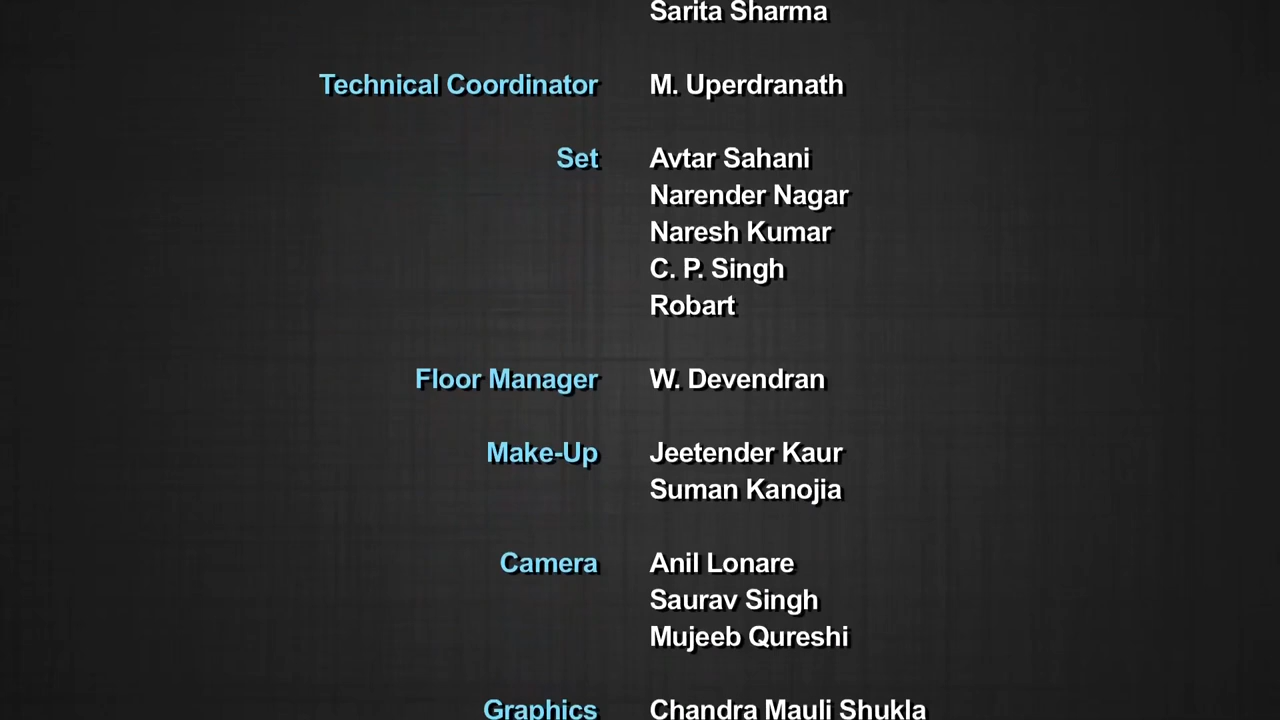 Sarita Sharma
Technical Coordinator M. Uperdranath
Set Avtar Sahani
Narender Nagar
Naresh Kumar
C. P. Singh
Robart
Floor Manager W. Devendran
Make-Up Jeetender Kaur
Suman Kanojia
Camera Anil Lonare
Saurav Singh
Mujeeb Qureshi
Graphics Chandra Mauli Shukla